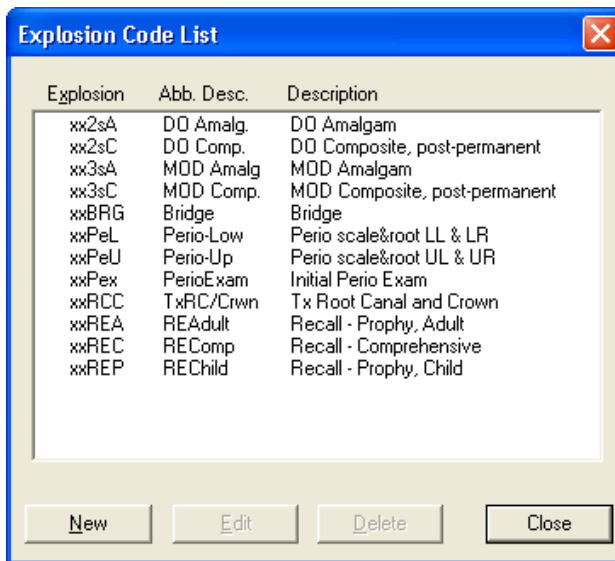 Explosion Code List
Explosion Abb. Desc. Description
xx2sA DO Amalg. DO Amalgam
xx2sC DO Comp. DO Composite, post-permanent
xx3sA MOD Amalg MOD Amalgam
xx3sC MOD Comp. MOD Composite, post-permanent
xxBRG Bridge Bridge
xxPeL Perio-Low Perio scale&root LL & LR
xxPeU Perio-Up Perio scale&root UL & UR
xxPex PerioExam Initial Perio Exam
xxRCC TxRC/Crwn Tx Root Canal and Crown
xxREA REAdult Recall - Prophy, Adult
xxREC REComp Recall - Comprehensive
xxREP REChild Recall - Prophy, Child
New Edit Delete Close